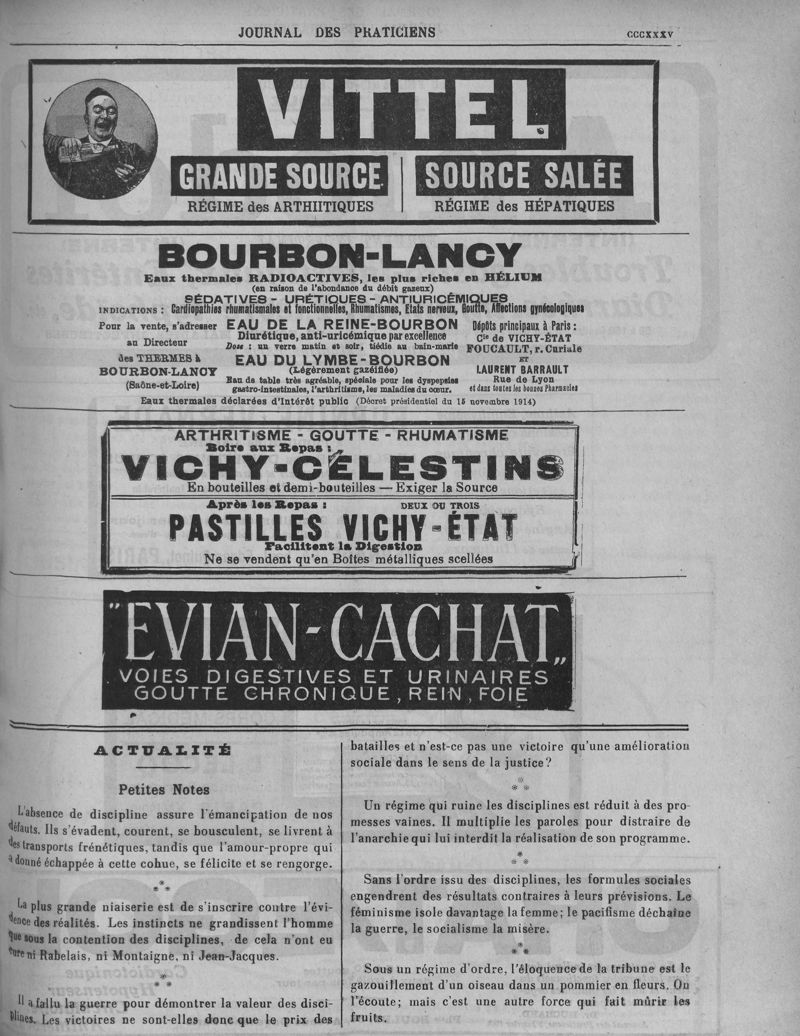 JOURNAL DES PRATICIENS
CCCXXXV
VITTEL
GRANDE SOURCE
RÉGIME des ARTHIITIQUES
SOURCE SALÉE
RÉGIME des HÉPATIQUES
BOURBON-LANCY
Eaux thermales RADIOACTIVES, les plus riches en HÉLIUM
(en raison de l'abondance du débit gazeux)
SÉDATIVES - URÉTIQUES - ANTIURICÉMIQUES
INDICATIONS : Cardiopathies rhumatismales et fonctionnelles, Rhumatismes, Etats nerveux, Goutte, Affections gynécologiques
Pour la vente, s'adresser
au Directeur
des THERMES à
BOURBON-LANCY
(Saône-et-Loire)
EAU DE LA REINE-BOURBON
Diurétique, anti-uricémique par excellence
Dose : un verre matin et soir, tiédie au bain-marie
EAU DU LYMBE-BOURBON
(Légèrement gazéifiée)
Eau de table très agréable, spéciale pour les dyspepsies
gastro-intestinales, l'arthritisme, les maladies du cœur.
Dépôts principaux à Paris :
Cie de VICHY-ÉTAT
FOUCAULT, r. Curiale
ET
LAURENT BARRAULT
Rue de Lyon
et dans toutes les bonnes Pharmacies
Eaux thermales déclarées d'Intérêt public (Décret présidentiel du 15 novembre 1914)
ARTHRITISME - GOUTTE - RHUMATISME
Boire aux Repas :
VICHY-CÉLESTINS
En bouteilles et demi-bouteilles — Exiger la Source
Après les Repas : DEUX OU TROIS
PASTILLES VICHY-ÉTAT
Facilitent la Digestion
Ne se vendent qu'en Boîtes métalliques scellées
"EVIAN-CACHAT„
VOIES DIGESTIVES ET URINAIRES
GOUTTE CHRONIQUE, REIN, FOIE
ACTUALITÉ
Petites Notes
L'absence de discipline assure l'émancipation de nos
défauts. Ils s'évadent, courent, se bousculent, se livrent à
des transports frénétiques, tandis que l'amour-propre qui
a donné échappée à cette cohue, se félicite et se rengorge.
* * *
La plus grande niaiserie est de s'inscrire contre l'évi-
dence des réalités. Les instincts ne grandissent l'homme
que sous la contention des disciplines, de cela n'ont eu
cure ni Rabelais, ni Montaigne, ni Jean-Jacques.
* * *
Il a fallu la guerre pour démontrer la valeur des disci-
plines. Les victoires ne sont-elles donc que le prix des
batailles et n'est-ce pas une victoire qu'une amélioration
sociale dans le sens de la justice?
* * *
Un régime qui ruine les disciplines est réduit à des pro-
messes vaines. Il multiplie les paroles pour distraire de
l'anarchie qui lui interdit la réalisation de son programme.
* * *
Sans l'ordre issu des disciplines, les formules sociales
engendrent des résultats contraires à leurs prévisions. Le
féminisme isole davantage la femme; le pacifisme déchaîne
la guerre, le socialisme la misère.
* * *
Sous un régime d'ordre, l'éloquence de la tribune est le
gazouillement d'un oiseau dans un pommier en fleurs. On
l'écoute; mais c'est une autre force qui fait mûrir les
fruits.